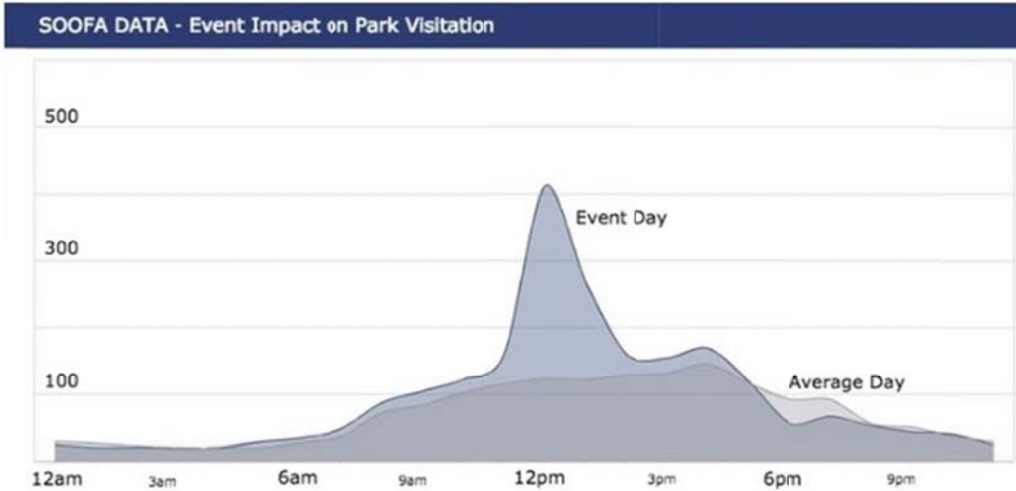 SOOFA DATA - Event Impact on Park Visitation
500
Event Day
300
100
Average Day
12am 3am 6am 9am 12pm 3pm 6pm 9pm